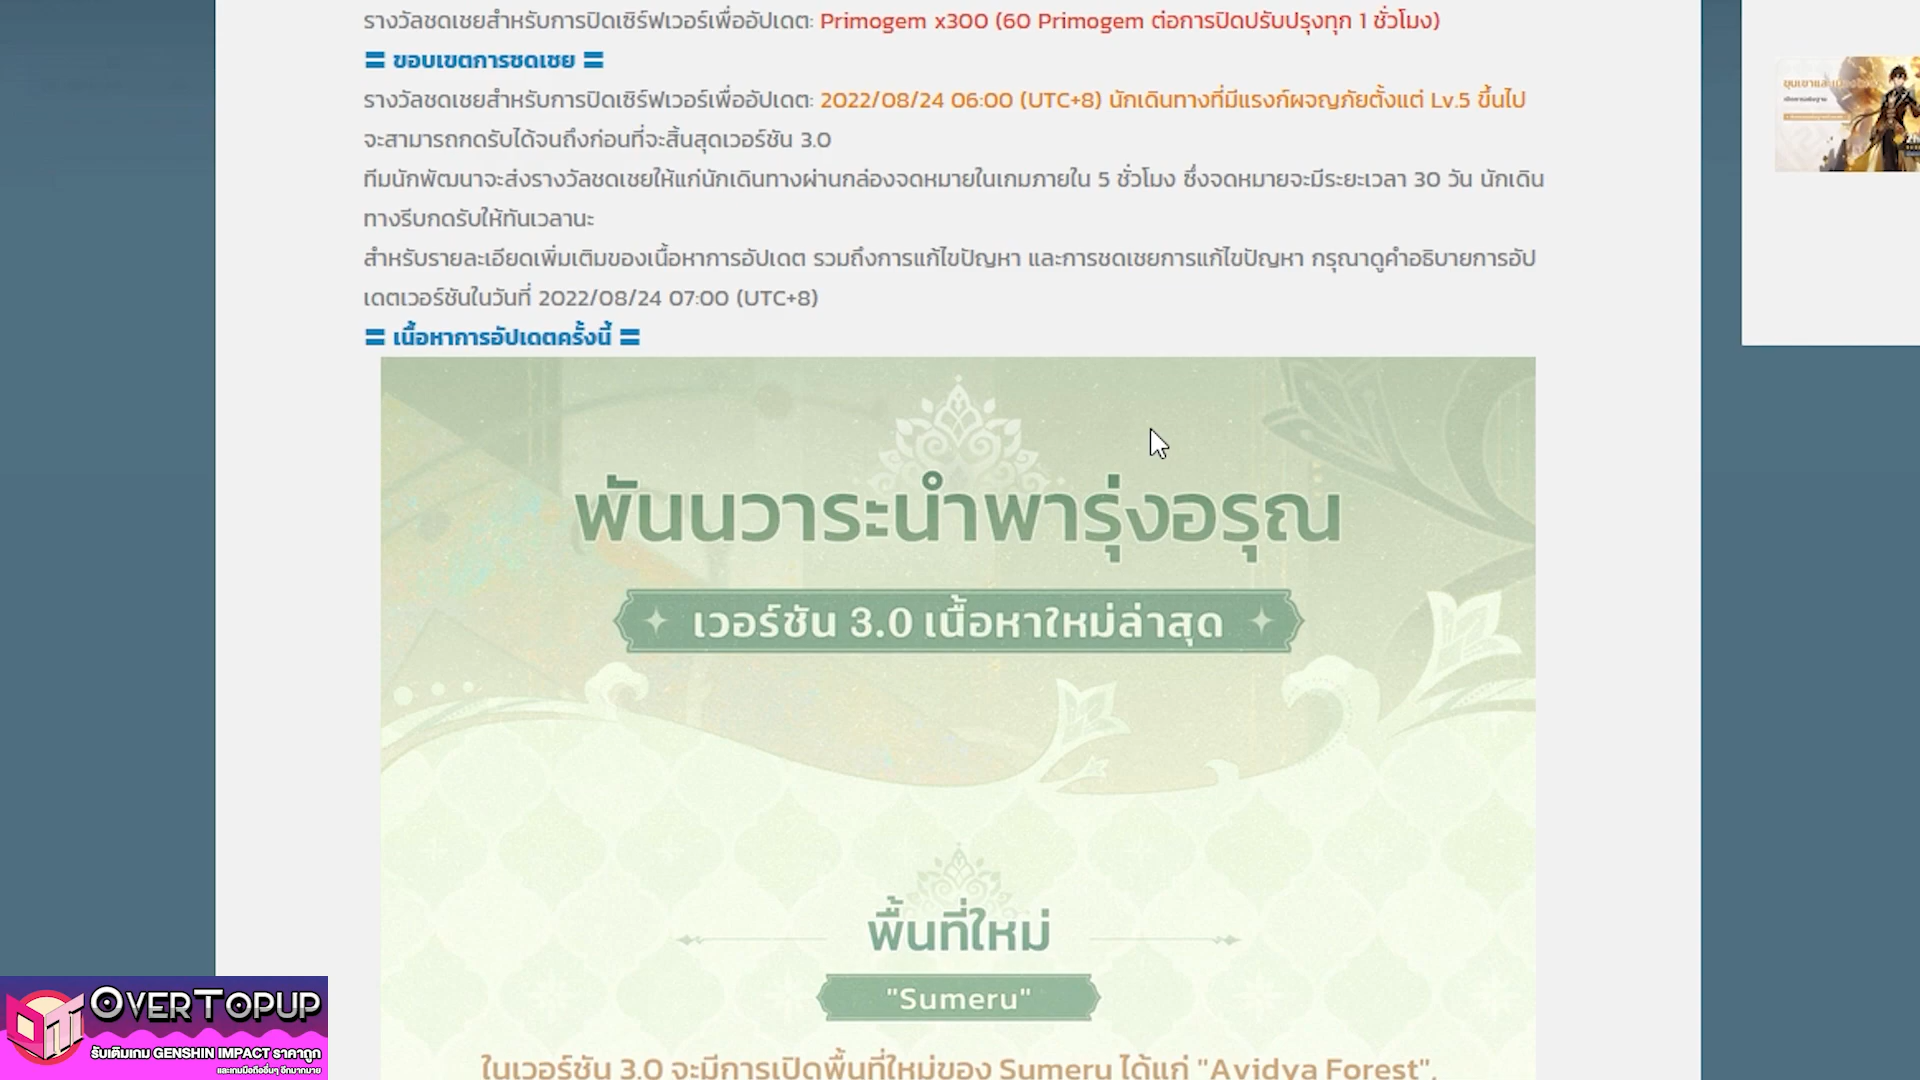 รางวัลชดเชยสำหรับการปิดเซิร์ฟเวอร์เพื่ออัปเดต: Primogem x300 (60 Primogem ต่อการปิดปรับปรุงทุก 1 ชั่วโมง)
〓 ขอบเขตการชดเชย 〓
รางวัลชดเชยสำหรับการปิดเซิร์ฟเวอร์เพื่ออัปเดต: 2022/08/24 06:00 (UTC+8) นักเดินทางที่มีแรงก์ผจญภัยตั้งแต่ Lv.5 ขึ้นไป
จะสามารถกดรับได้จนถึงก่อนที่จะสิ้นสุดเวอร์ชัน 3.0
ทีมนักพัฒนาจะส่งรางวัลชดเชยให้แก่นักเดินทางผ่านกล่องจดหมายในเกมภายใน 5 ชั่วโมง ซึ่งจดหมายจะมีระยะเวลา 30 วัน นักเดิน
ทางรีบกดรับให้ทันเวลานะ
สำหรับรายละเอียดเพิ่มเติมของเนื้อหาการอัปเดต รวมถึงการแก้ไขปัญหา และการชดเชยการแก้ไขปัญหา กรุณาดูคำอธิบายการอัป
เดตเวอร์ชันในวันที่ 2022/08/24 07:00 (UTC+8)
〓 เนื้อหาการอัปเดตครั้งนี้ 〓
พันนวาระนำพารุ่งอรุณ
เวอร์ชัน 3.0 เนื้อหาใหม่ล่าสุด
พื้นที่ใหม่
"Sumeru"
ในเวอร์ชัน 3.0 จะมีการเปิดพื้นที่ใหม่ของ Sumeru ได้แก่ "Avidya Forest",
OVERTOPUP
รับเติมเกม GENSHIN IMPACT ราคาถูก
และเกมมือถืออื่นๆ อีกมากมาย